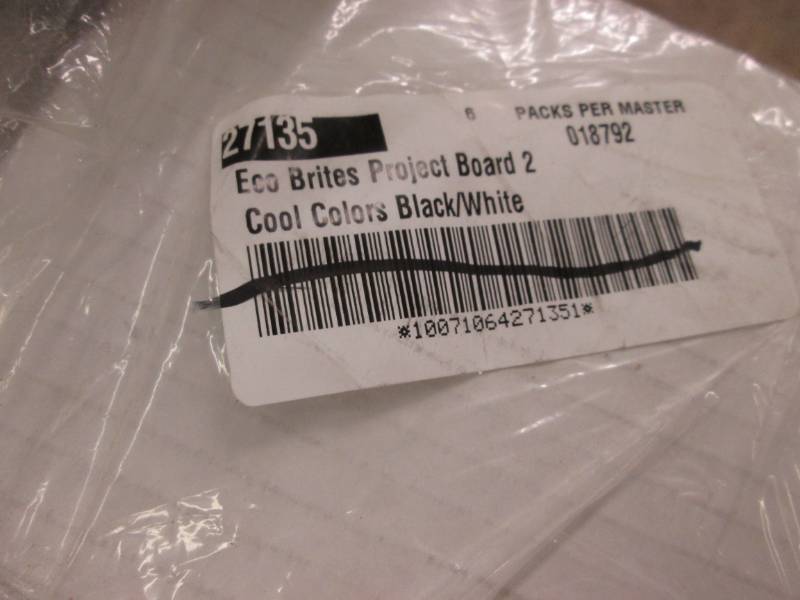 27135
6 PACKS PER MASTER
018792
Eco Brites Project Board 2
Cool Colors Black/White
*10071064271351*